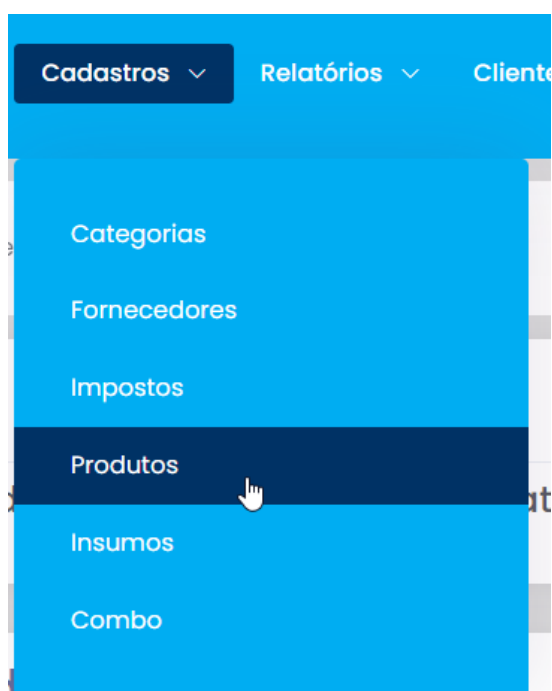 Cadastros Relatórios
Categorias
Fornecedores
Impostos
Produtos
Insumos
Combo